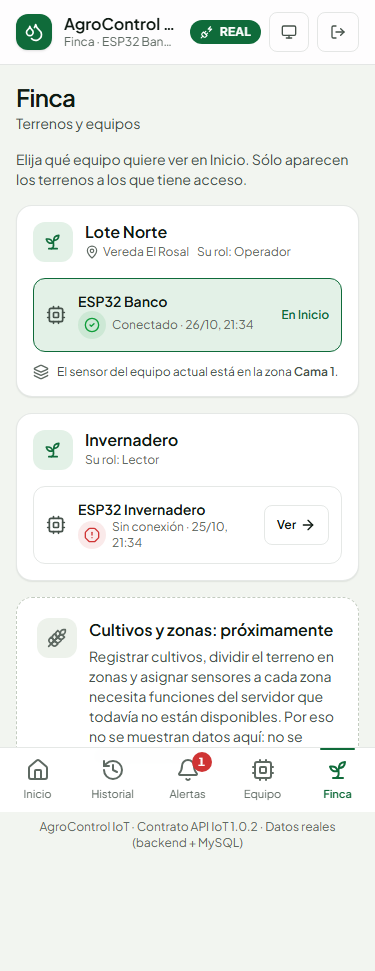 AgroControl ...
Finca · ESP32 Ban...
REAL
Finca
Terrenos y equipos
Elija qué equipo quiere ver en Inicio. Sólo aparecen
los terrenos a los que tiene acceso.
Lote Norte
Vereda El Rosal Su rol: Operador
ESP32 Banco
Conectado · 26/10, 21:34
En Inicio
El sensor del equipo actual está en la zona Cama 1.
Invernadero
Su rol: Lector
ESP32 Invernadero
Sin conexión · 25/10,
21:34
Ver
Cultivos y zonas: próximamente
Registrar cultivos, dividir el terreno en
zonas y asignar sensores a cada zona
necesita funciones del servidor que
todavía no están disponibles. Por eso
no se muestran datos aquí: no se
1
Inicio
Historial
Alertas
Equipo
Finca
AgroControl IoT · Contrato API IoT 1.0.2 · Datos reales
(backend + MySQL)